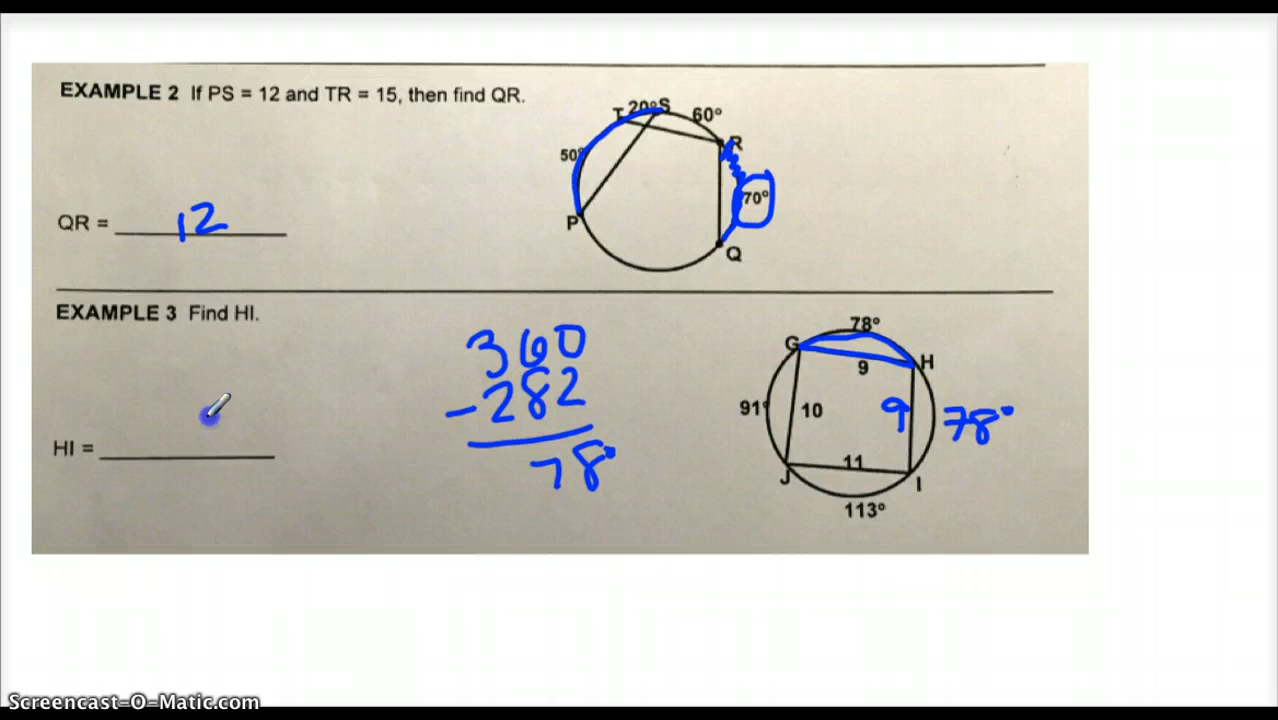 EXAMPLE 2 If PS = 12 and TR = 15, then find QR.
T 20° S
60°
R
50°
70°
P
QR = 12
Q
EXAMPLE 3 Find HI.
360
-282
78°
78°
G
H
9
91°
10
9
78°
HI =
11
J
I
113°
Screencast-O-Matic.com